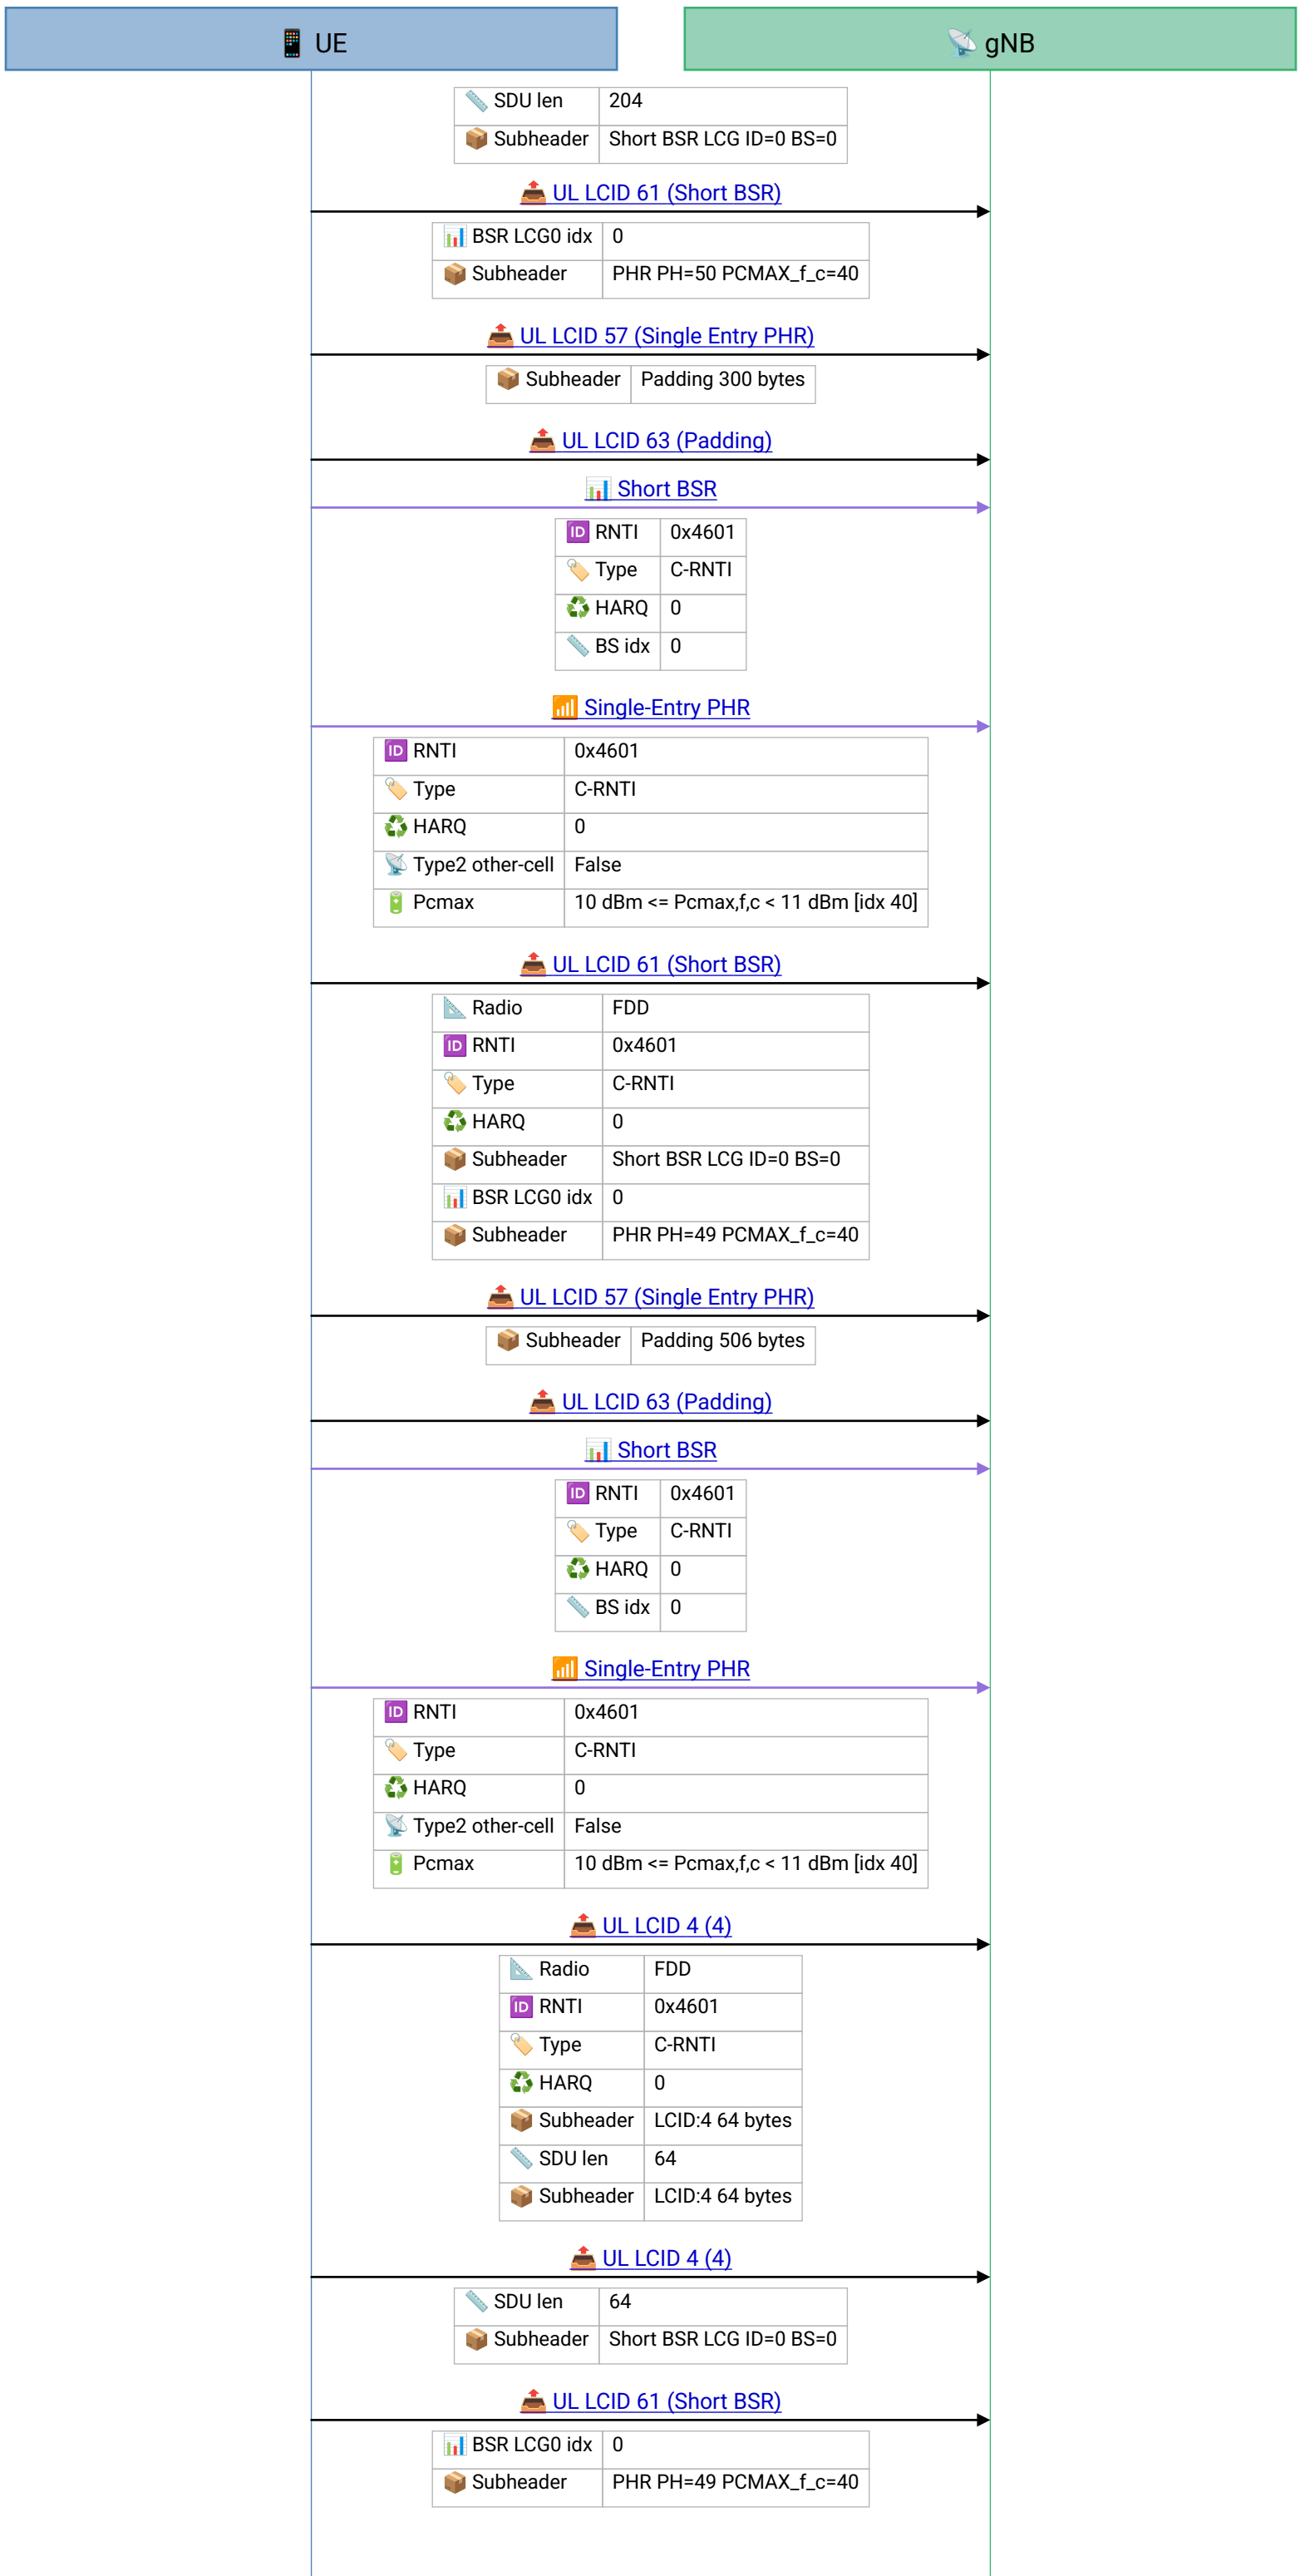 UE
gNB
SDU len 204
Subheader Short BSR LCG ID=0 BS=0
UL LCID 61 (Short BSR)
BSR LCG0 idx 0
Subheader PHR PH=50 PCMAX_f_c=40
UL LCID 57 (Single Entry PHR)
Subheader Padding 300 bytes
UL LCID 63 (Padding)
Short BSR
RNTI 0x4601
Type C-RNTI
HARQ 0
BS idx 0
Single-Entry PHR
RNTI 0x4601
Type C-RNTI
HARQ 0
Type2 other-cell False
Pcmax 10 dBm <= Pcmax,f,c < 11 dBm [idx 40]
UL LCID 61 (Short BSR)
Radio FDD
RNTI 0x4601
Type C-RNTI
HARQ 0
Subheader Short BSR LCG ID=0 BS=0
BSR LCG0 idx 0
Subheader PHR PH=49 PCMAX_f_c=40
UL LCID 57 (Single Entry PHR)
Subheader Padding 506 bytes
UL LCID 63 (Padding)
Short BSR
RNTI 0x4601
Type C-RNTI
HARQ 0
BS idx 0
Single-Entry PHR
RNTI 0x4601
Type C-RNTI
HARQ 0
Type2 other-cell False
Pcmax 10 dBm <= Pcmax,f,c < 11 dBm [idx 40]
UL LCID 4 (4)
Radio FDD
RNTI 0x4601
Type C-RNTI
HARQ 0
Subheader LCID:4 64 bytes
SDU len 64
Subheader LCID:4 64 bytes
UL LCID 4 (4)
SDU len 64
Subheader Short BSR LCG ID=0 BS=0
UL LCID 61 (Short BSR)
BSR LCG0 idx 0
Subheader PHR PH=49 PCMAX_f_c=40